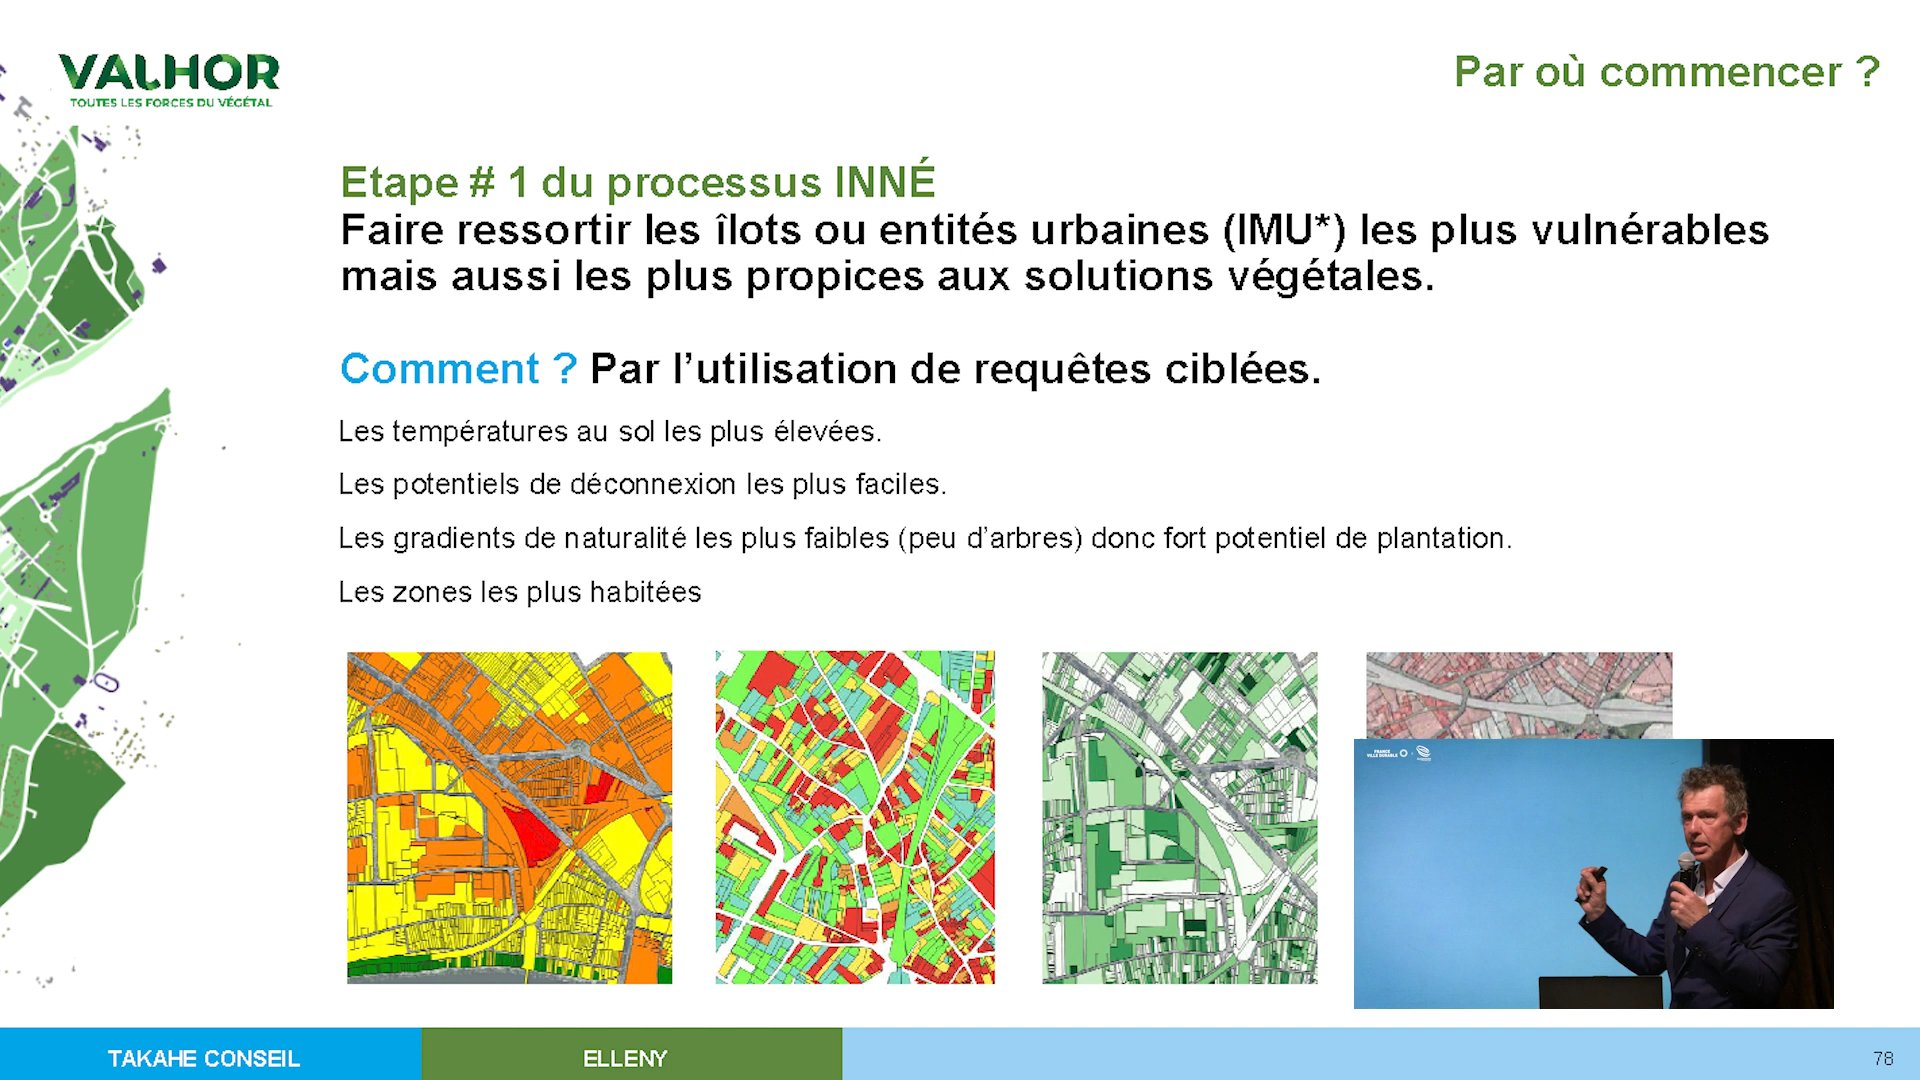 VALHOR
TOUTES LES FORCES DU VÉGÉTAL
Par où commencer ?
Etape # 1 du processus INNÉ
Faire ressortir les îlots ou entités urbaines (IMU*) les plus vulnérables
mais aussi les plus propices aux solutions végétales.
Comment ? Par l’utilisation de requêtes ciblées.
Les températures au sol les plus élevées.
Les potentiels de déconnexion les plus faciles.
Les gradients de naturalité les plus faibles (peu d’arbres) donc fort potentiel de plantation.
Les zones les plus habitées
FRANCE
VILLE DURABLE
TAKAHE CONSEIL
ELLENY
78